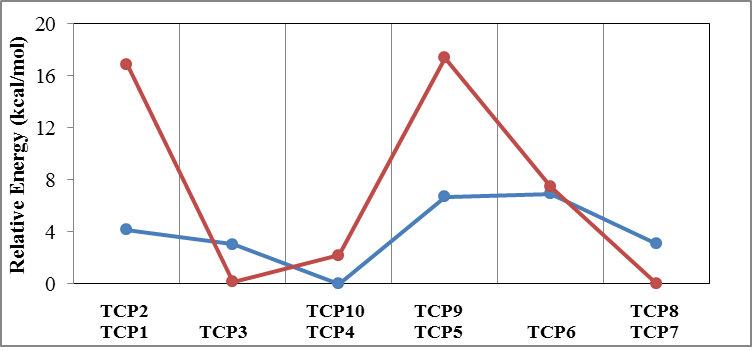 Relative Energy (kcal/mol)
20
16
12
8
4
0
TCP2 TCP10 TCP9 TCP8
TCP1 TCP3 TCP4 TCP5 TCP6 TCP7